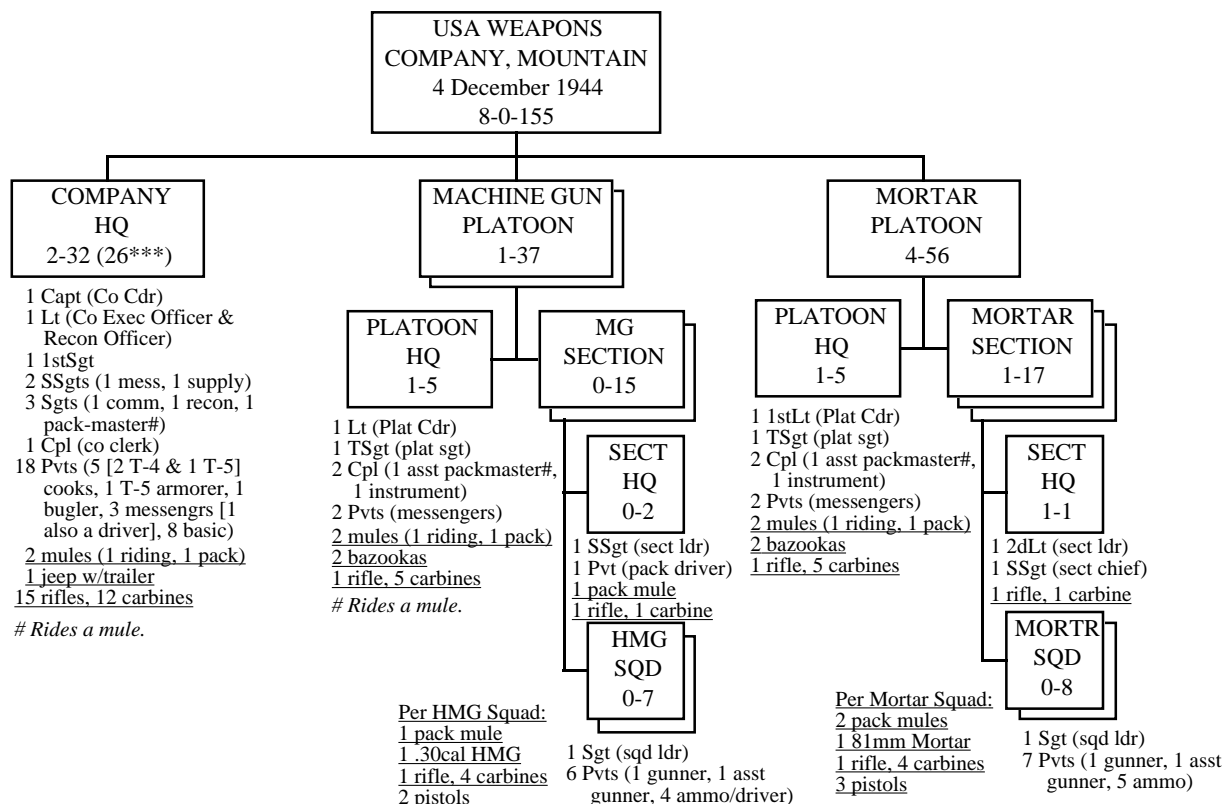 USA WEAPONS
COMPANY, MOUNTAIN
4 December 1944
8-0-155
COMPANY
HQ
2-32 (26***)
1 Capt (Co Cdr)
1 Lt (Co Exec Officer &
Recon Officer)
1 1stSgt
2 SSgts (1 mess, 1 supply)
3 Sgts (1 comm, 1 recon, 1
pack-master#)
1 Cpl (co clerk)
18 Pvts (5 [2 T-4 & 1 T-5]
cooks, 1 T-5 armorer, 1
bugler, 3 messengrs [1
also a driver], 8 basic)
2 mules (1 riding, 1 pack)
1 jeep w/trailer
15 rifles, 12 carbines
# Rides a mule.
MACHINE GUN
PLATOON
1-37
PLATOON
HQ
1-5
1 Lt (Plat Cdr)
1 TSgt (plat sgt)
2 Cpl (1 asst packmaster#,
1 instrument)
2 Pvts (messengers)
2 mules (1 riding, 1 pack)
2 bazookas
1 rifle, 5 carbines
# Rides a mule.
MG
SECTION
0-15
SECT
HQ
0-2
1 SSgt (sect ldr)
1 Pvt (pack driver)
1 pack mule
1 rifle, 1 carbine
HMG
SQD
0-7
Per HMG Squad:
1 pack mule
1 .30cal HMG
1 rifle, 4 carbines
2 pistols
1 Sgt (sqd ldr)
6 Pvts (1 gunner, 1 asst
gunner, 4 ammo/driver)
MORTAR
PLATOON
4-56
PLATOON
HQ
1-5
1 1stLt (Plat Cdr)
1 TSgt (plat sgt)
2 Cpl (1 asst packmaster#,
1 instrument)
2 Pvts (messengers)
2 mules (1 riding, 1 pack)
2 bazookas
1 rifle, 5 carbines
MORTAR
SECTION
1-17
SECT
HQ
1-1
1 2dLt (sect ldr)
1 SSgt (sect chief)
1 rifle, 1 carbine
MORTR
SQD
0-8
Per Mortar Squad:
2 pack mules
1 81mm Mortar
1 rifle, 4 carbines
3 pistols
1 Sgt (sqd ldr)
7 Pvts (1 gunner, 1 asst
gunner, 5 ammo)